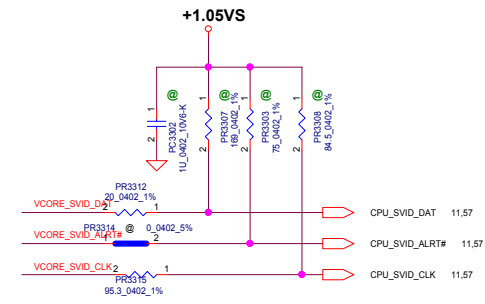 +1.05VS
@ @ @ @
1 1 1 1
PC3302
1U_0402_10V6-K
PR3307
169_0402_1%
PR3303
75_0402_1%
PR3308
84.5_0402_1%
2 2 2 2
PR3312
20_0402_1%
VCORE_SVID_DAT 2 1 CPU_SVID_DAT 11,57
PR3314 @ 0_0402_5%
VCORE_SVID_ALRT# 1 2 CPU_SVID_ALRT# 11,57
VCORE_SVID_CLK 2 1 CPU_SVID_CLK 11,57
PR3315
95.3_0402_1%